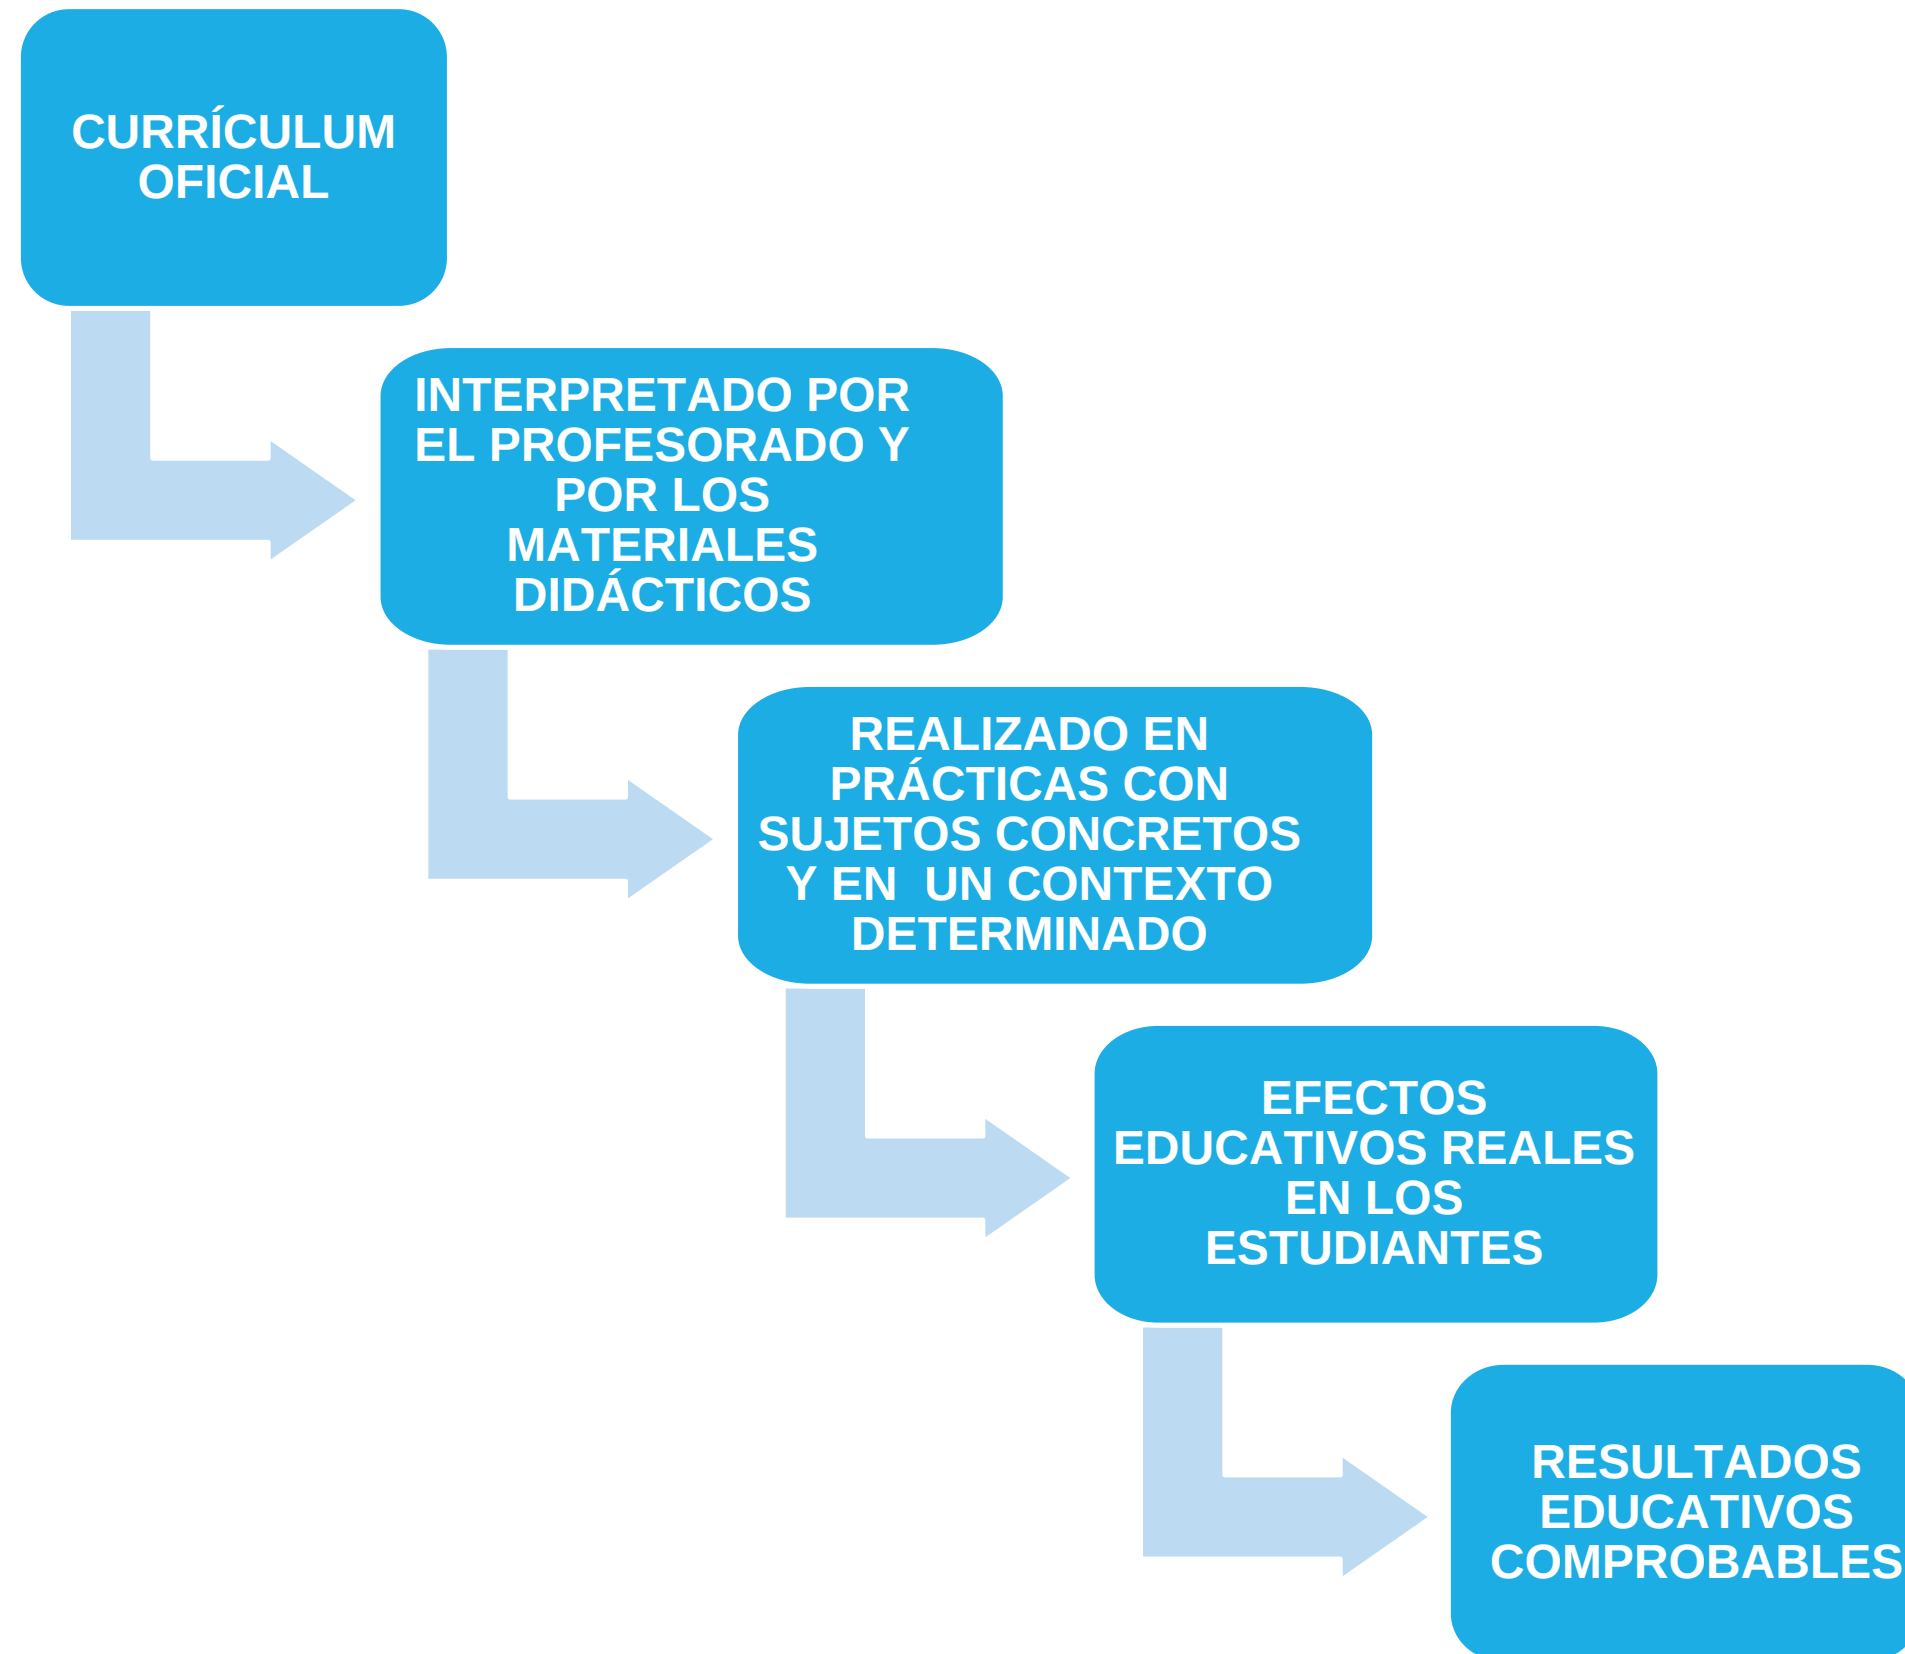 CURRÍCULUM
OFICIAL
INTERPRETADO POR
EL PROFESORADO Y
POR LOS
MATERIALES
DIDÁCTICOS
REALIZADO EN
PRÁCTICAS CON
SUJETOS CONCRETOS
Y EN  UN CONTEXTO
DETERMINADO
EFECTOS
EDUCATIVOS REALES
EN LOS
ESTUDIANTES
RESULTADOS
EDUCATIVOS
COMPROBABLES